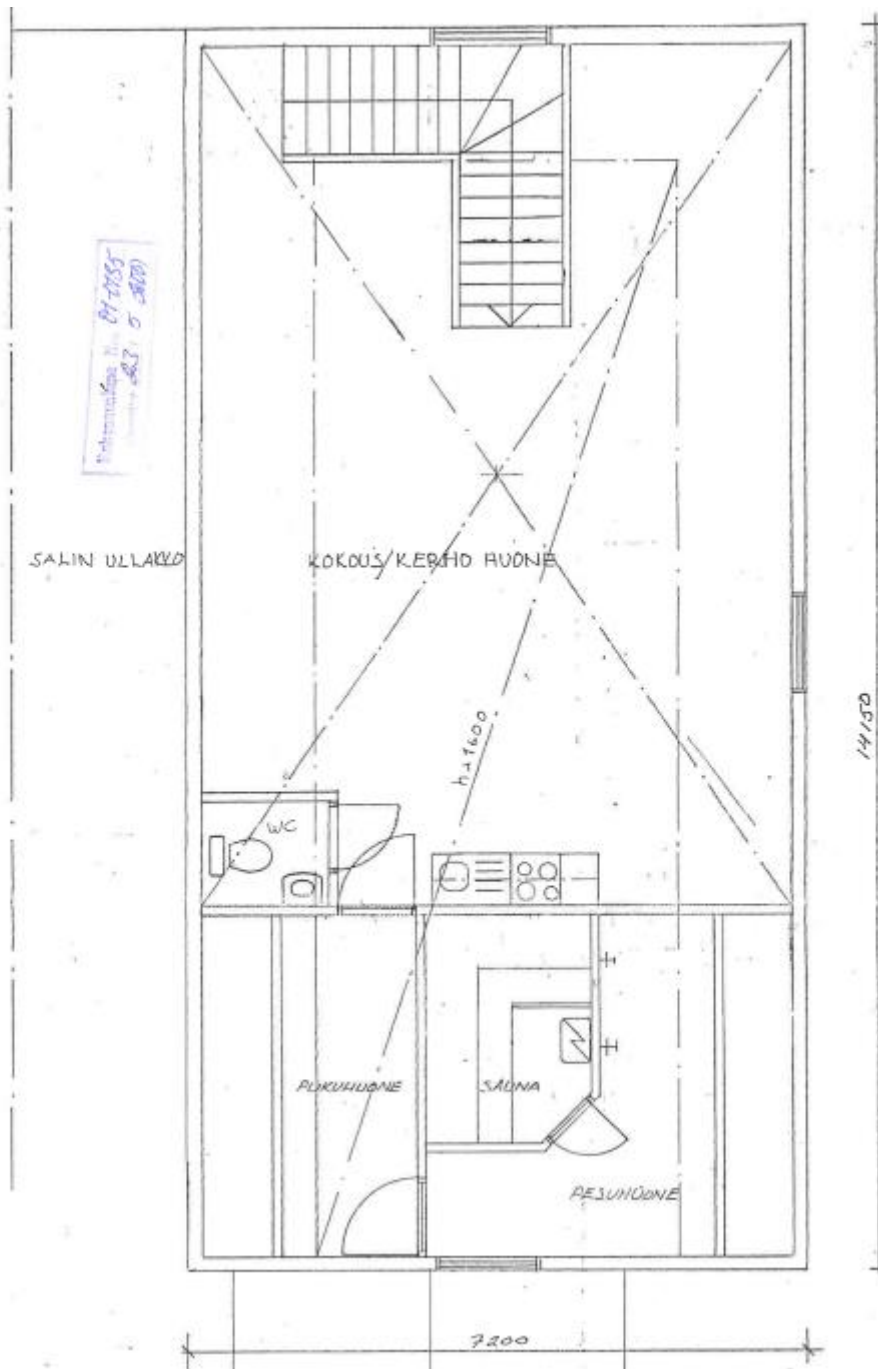 SALIN ULLAKKO
KOKOUS/KERHO HUONE
h=1600
WC
14150
PUKUHUONE
SAUNA
PESUHUONE
7200